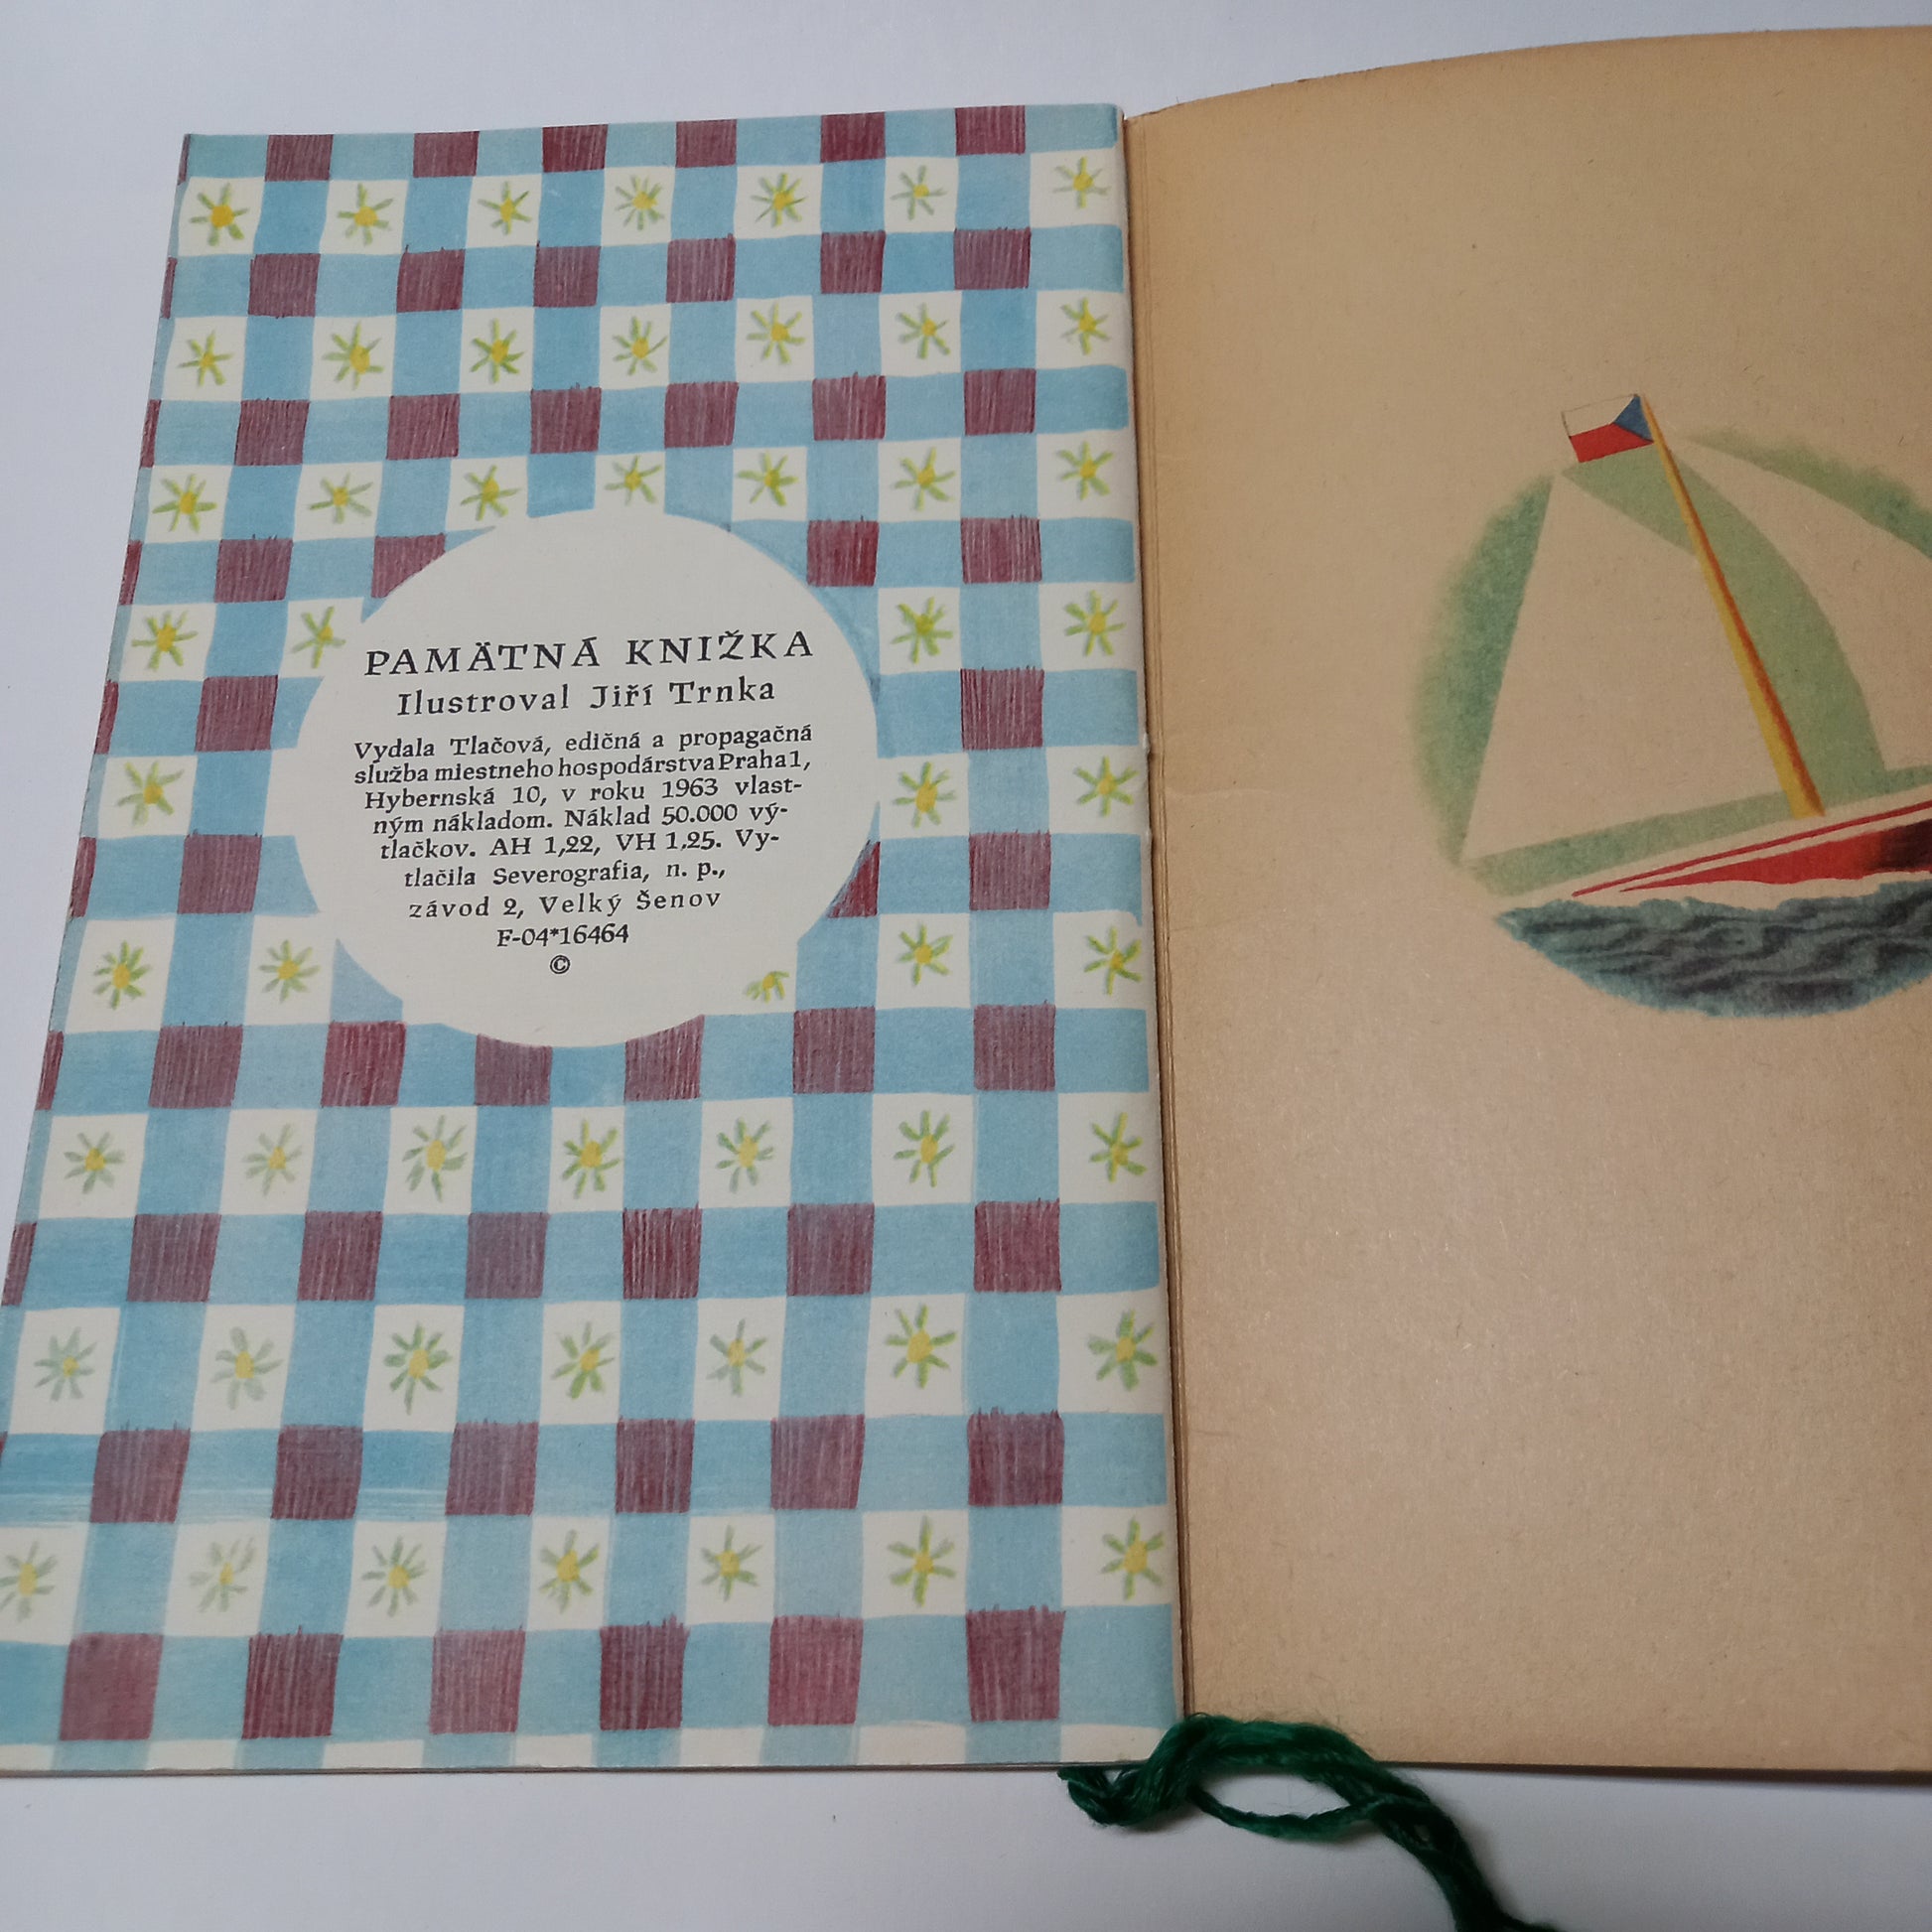 PAMÄTNÁ KNIŽKA
Ilustroval Jiří Trnka
Vydala Tlačová, edičná a propagačná
služba miestneho hospodárstva Praha 1,
Hybernská 10, v roku 1963 vlast-
ným nákladom. Náklad 50.000 vý-
tlačkov. AH 1,22, VH 1,25. Vy-
tlačila Severografia, n. p.,
závod 2, Velký Šenov
F-04*16464
©